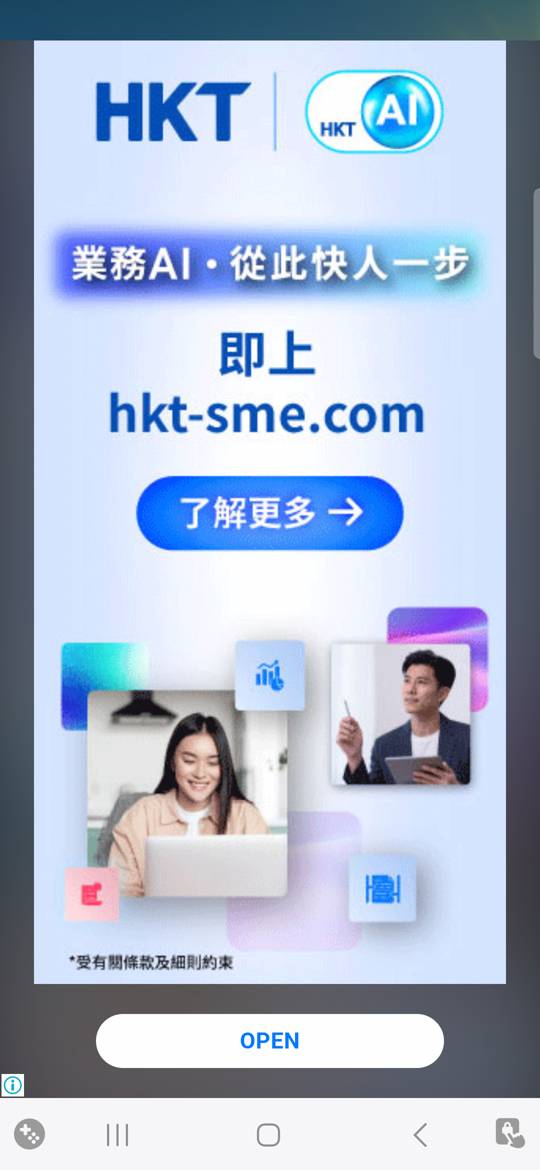 HKT
HKT AI
業務AI・從此快人一步
即上
hkt-sme.com
了解更多 →
*受有關條款及細則約束
OPEN